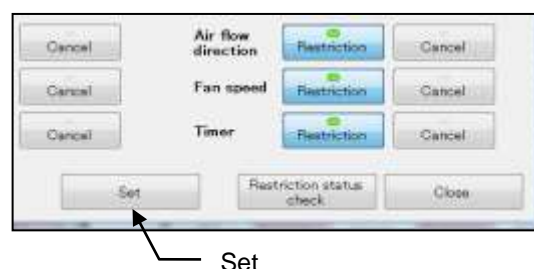 Cancel Air flow direction Restriction Cancel
Cancel Fan speed Restriction Cancel
Cancel Timer Restriction Cancel
Set Restriction status check Close
Set